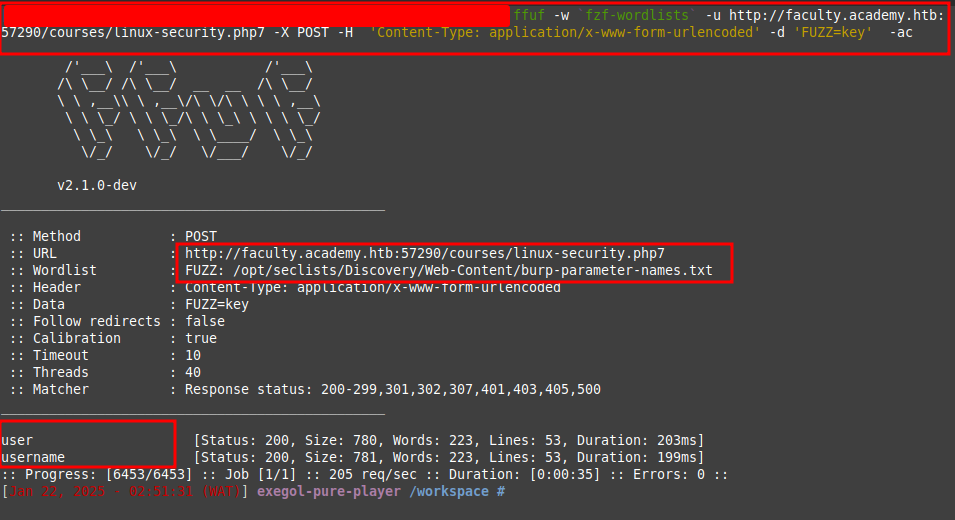 ffuf -w `fzf-wordlists` -u http://faculty.academy.htb:
57290/courses/linux-security.php7 -X POST -H  'Content-Type: application/x-www-form-urlencoded' -d 'FUZZ=key'  -ac
v2.1.0-dev
:: Method           : POST
:: URL              : http://faculty.academy.htb:57290/courses/linux-security.php7
:: Wordlist         : FUZZ: /opt/seclists/Discovery/Web-Content/burp-parameter-names.txt
:: Header           : Content-Type: application/x-www-form-urlencoded
:: Data             : FUZZ=key
:: Follow redirects : false
:: Calibration      : true
:: Timeout          : 10
:: Threads          : 40
:: Matcher          : Response status: 200-299,301,302,307,401,403,405,500
user                    [Status: 200, Size: 780, Words: 223, Lines: 53, Duration: 203ms]
username                [Status: 200, Size: 781, Words: 223, Lines: 53, Duration: 199ms]
:: Progress: [6453/6453] :: Job [1/1] :: 205 req/sec :: Duration: [0:00:35] :: Errors: 0 ::
[Jan 22, 2025 - 02:51:31 (WAT)] exegol-pure-player /workspace #